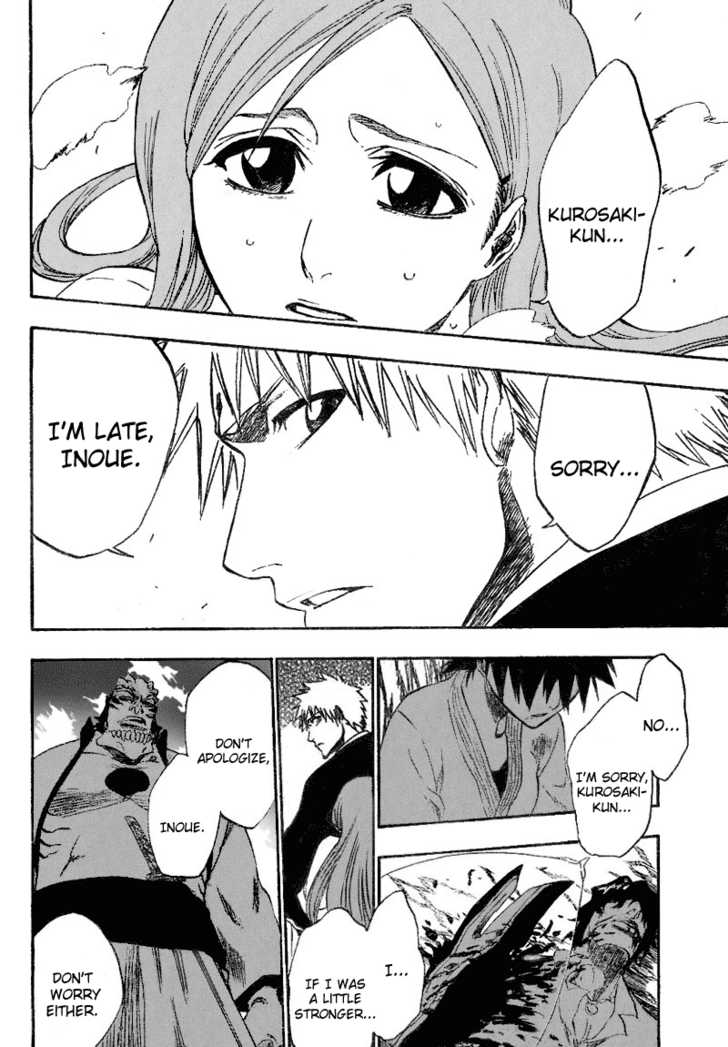 KUROSAKI-
KUN...
SORRY...
I'M LATE,
INOUE.
NO...
I'M SORRY,
KUROSAKI-
KUN...
I...
IF I WAS
A LITTLE
STRONGER...
DON'T
APOLOGIZE,
INOUE.
DON'T
WORRY
EITHER.